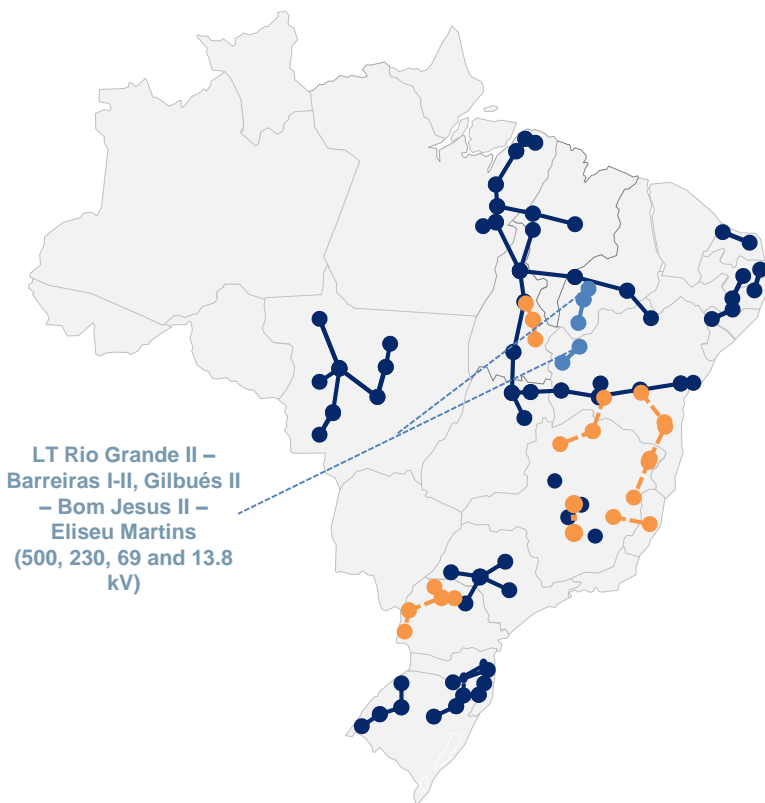 LT Rio Grande II –
Barreiras I-II, Gilbués II
– Bom Jesus II –
Eliseu Martins
(500, 230, 69 and 13.8
kV)